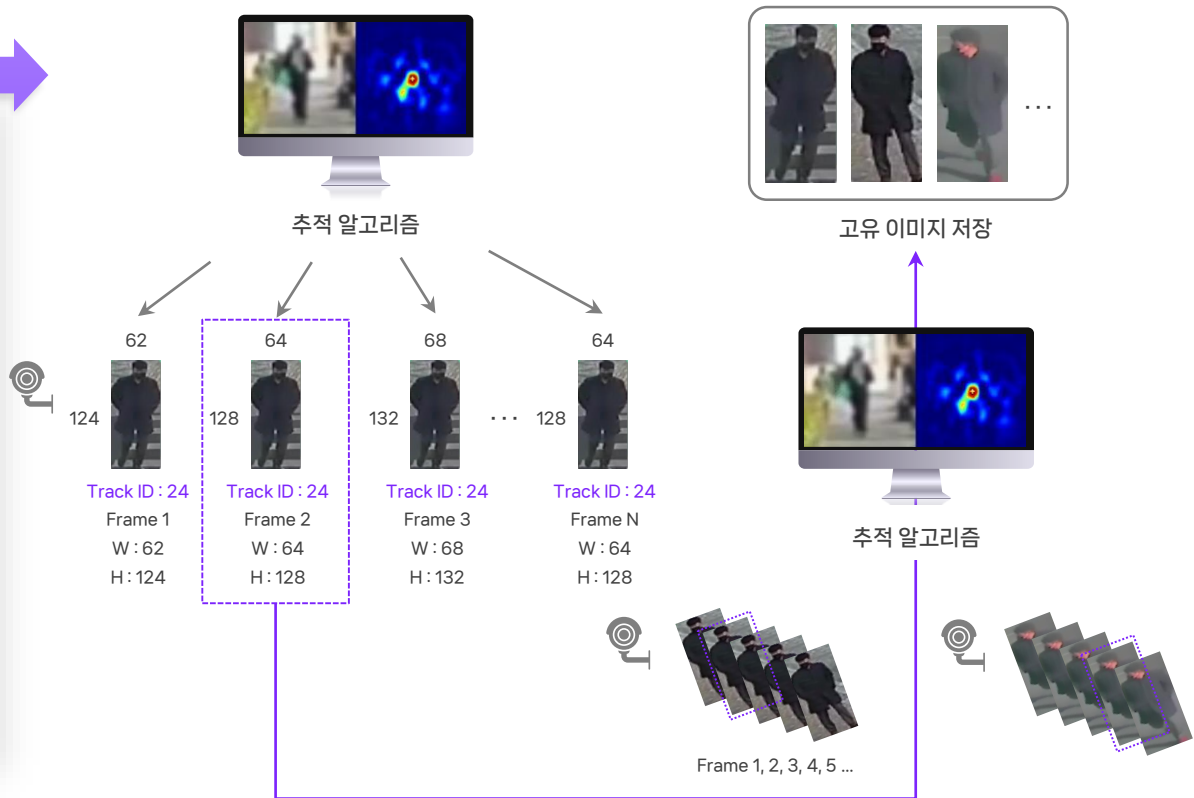 추적 알고리즘
62
124
Track ID : 24
Frame 1
W : 62
H : 124
64
128
Track ID : 24
Frame 2
W : 64
H : 128
68
132
Track ID : 24
Frame 3
W : 68
H : 132
...
64
128
Track ID : 24
Frame N
W : 64
H : 128
...
고유 이미지 저장
추적 알고리즘
Frame 1, 2, 3, 4, 5 ...